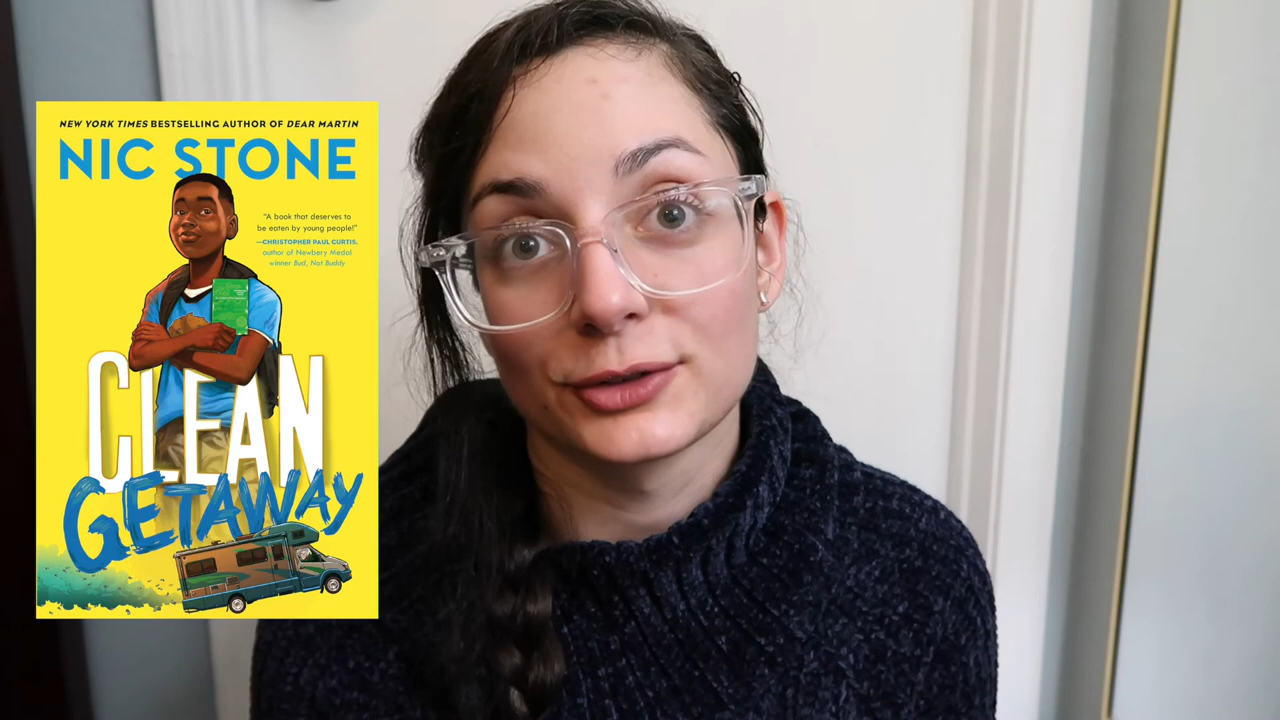 NEW YORK TIMES BESTSELLING AUTHOR OF DEAR MARTIN
NIC STONE
"A book that deserves to
be eaten by young people!"
—CHRISTOPHER PAUL CURTIS,
author of Newbery Medal
winner Bud, Not Buddy
CLEAN
GETAWAY